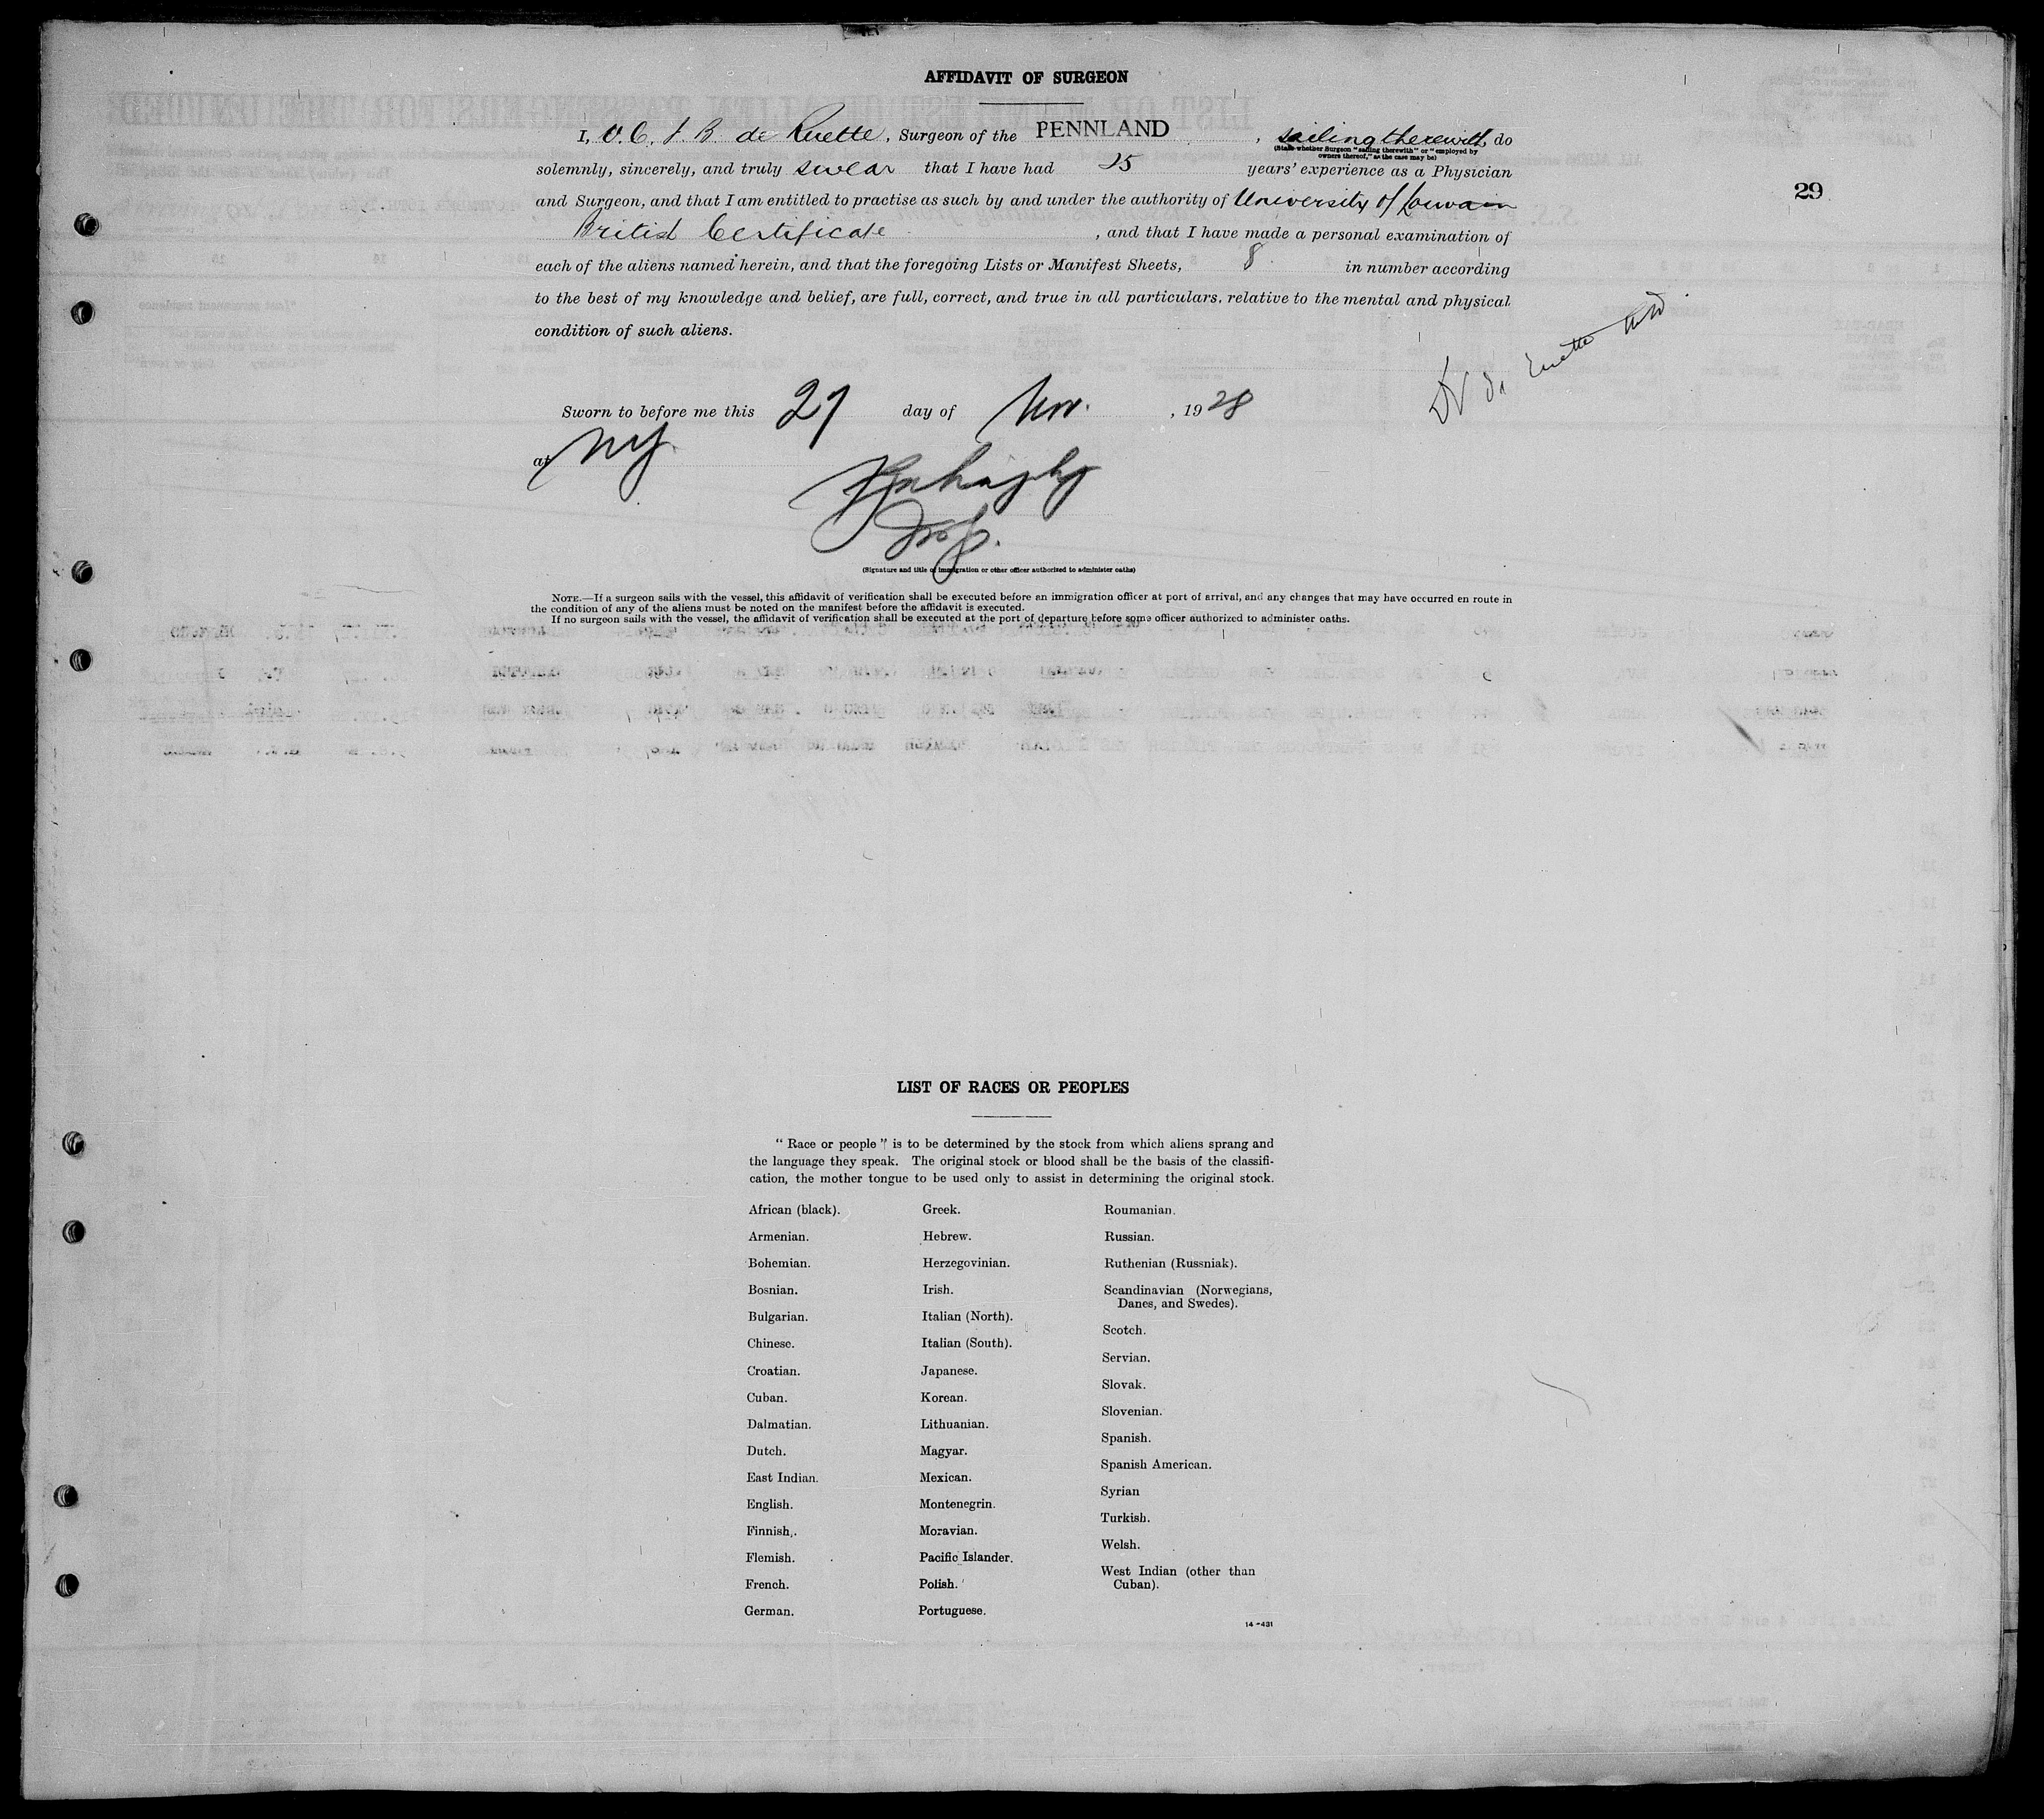 AFFIDAVIT OF SURGEON
I, O. C. J. B. de Ruette, Surgeon of the PENNLAND, sailing therewith, do
(State whether Surgeon "sailing therewith" or "employed by
owners thereof," as the case may be)
solemnly, sincerely, and truly swear that I have had 25 years' experience as a Physician
29
and Surgeon, and that I am entitled to practise as such by and under the authority of University of Louvain
British Certificate, and that I have made a personal examination of
each of the aliens named herein, and that the foregoing Lists or Manifest Sheets, 8 in number according
to the best of my knowledge and belief, are full, correct, and true in all particulars, relative to the mental and physical
condition of such aliens.
Dr de Ruette MD
Sworn to before me this 27 day of Nov., 1928
at NY
(Signature and title of immigration or other officer authorized to administer oaths)
NOTE.—If a surgeon sails with the vessel, this affidavit of verification shall be executed before an immigration officer at port of arrival, and any changes that may have occurred en route in
the condition of any of the aliens must be noted on the manifest before the affidavit is executed.
If no surgeon sails with the vessel, the affidavit of verification shall be executed at the port of departure before some officer authorized to administer oaths.
LIST OF RACES OR PEOPLES
"Race or people" is to be determined by the stock from which aliens sprang and
the language they speak. The original stock or blood shall be the basis of the classifi-
cation, the mother tongue to be used only to assist in determining the original stock.
African (black).
Armenian.
Bohemian.
Bosnian.
Bulgarian.
Chinese.
Croatian.
Cuban.
Dalmatian.
Dutch.
East Indian.
English.
Finnish.
Flemish.
French.
German.
Greek.
Hebrew.
Herzegovinian.
Irish.
Italian (North).
Italian (South).
Japanese.
Korean.
Lithuanian.
Magyar.
Mexican.
Montenegrin.
Moravian.
Pacific Islander.
Polish.
Portuguese.
Roumanian.
Russian.
Ruthenian (Russniak).
Scandinavian (Norwegians,
Danes, and Swedes).
Scotch.
Servian.
Slovak.
Slovenian.
Spanish.
Spanish American.
Syrian
Turkish.
Welsh.
West Indian (other than
Cuban).
14—431